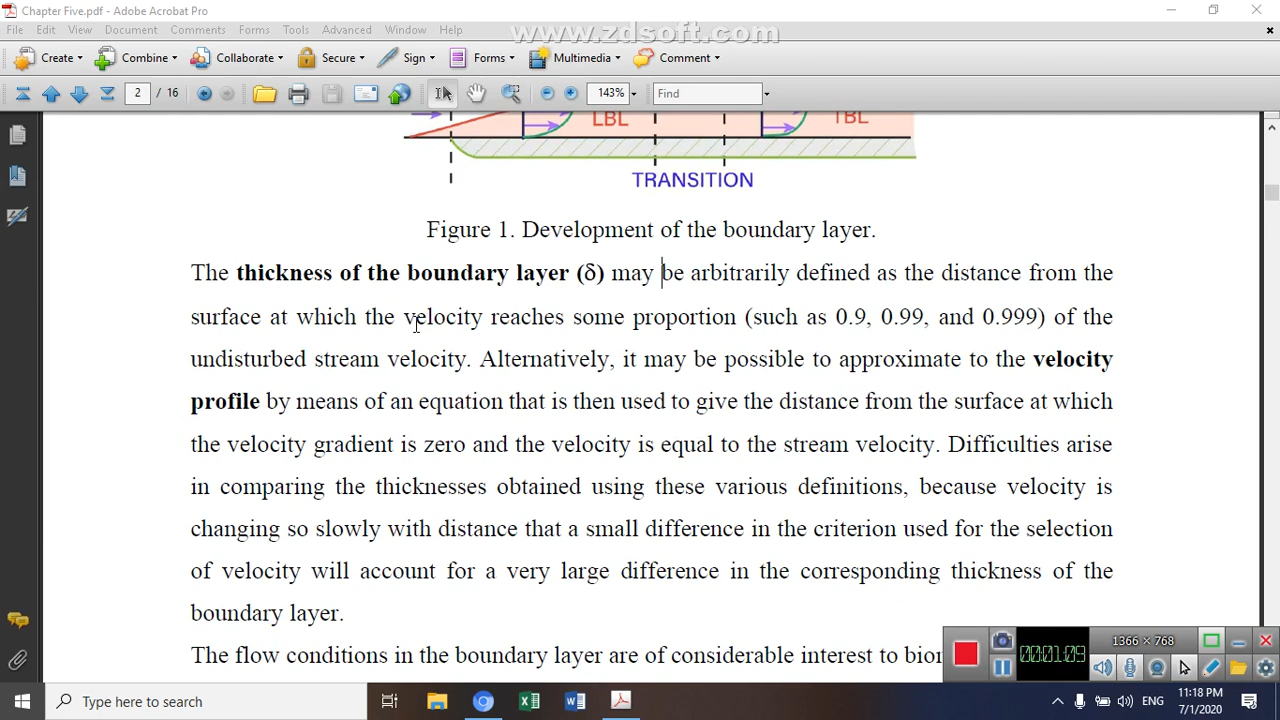 Chapter Five.pdf - Adobe Acrobat Pro
File Edit View Document Comments Forms Tools Advanced Window Help
www.zdsoft.com
Create Combine Collaborate Secure Sign Forms Multimedia Comment
2 / 16 143% Find
LBL TBL
TRANSITION
Figure 1. Development of the boundary layer.
The thickness of the boundary layer (δ) may be arbitrarily defined as the distance from the
surface at which the velocity reaches some proportion (such as 0.9, 0.99, and 0.999) of the
undisturbed stream velocity. Alternatively, it may be possible to approximate to the velocity
profile by means of an equation that is then used to give the distance from the surface at which
the velocity gradient is zero and the velocity is equal to the stream velocity. Difficulties arise
in comparing the thicknesses obtained using these various definitions, because velocity is
changing so slowly with distance that a small difference in the criterion used for the selection
of velocity will account for a very large difference in the corresponding thickness of the
boundary layer.
The flow conditions in the boundary layer are of considerable interest to
1366 x 768
00:01:09
Type here to search
ENG
11:18 PM
7/1/2020